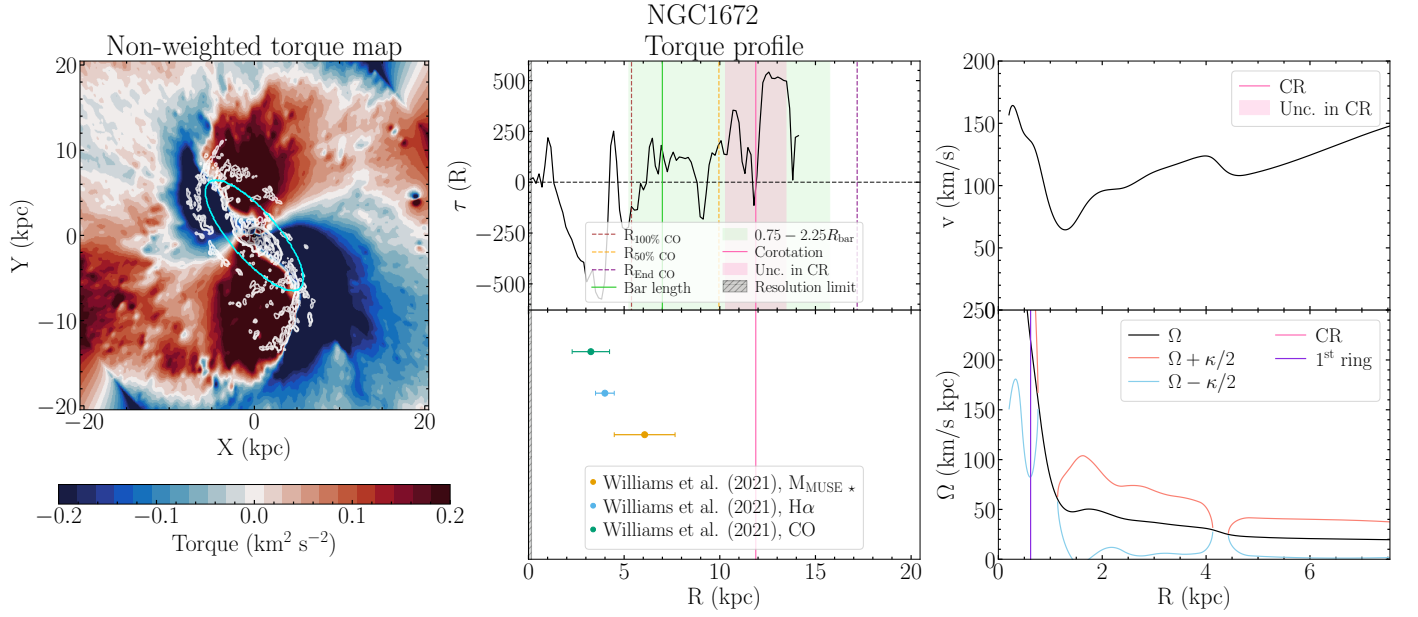 NGC1672
Non-weighted torque map
Torque profile
20
10
0
−10
−20
Y (kpc)
−20
−10
0
10
20
X (kpc)
−0.2
−0.1
0.0
0.1
0.2
Torque (km² s⁻²)
500
250
0
−250
−500
τ (R)
R100% CO
R50% CO
REnd CO
Bar length
0.75 − 2.25Rbar
Corotation
Unc. in CR
Resolution limit
Williams et al. (2021), MMUSE ⋆
Williams et al. (2021), Hα
Williams et al. (2021), CO
0
5
10
15
20
R (kpc)
200
150
100
50
0
v (km/s)
CR
Unc. in CR
250
200
150
100
50
0
Ω (km/s kpc)
Ω
Ω + κ/2
Ω − κ/2
CR
1st ring
0
2
4
6
R (kpc)